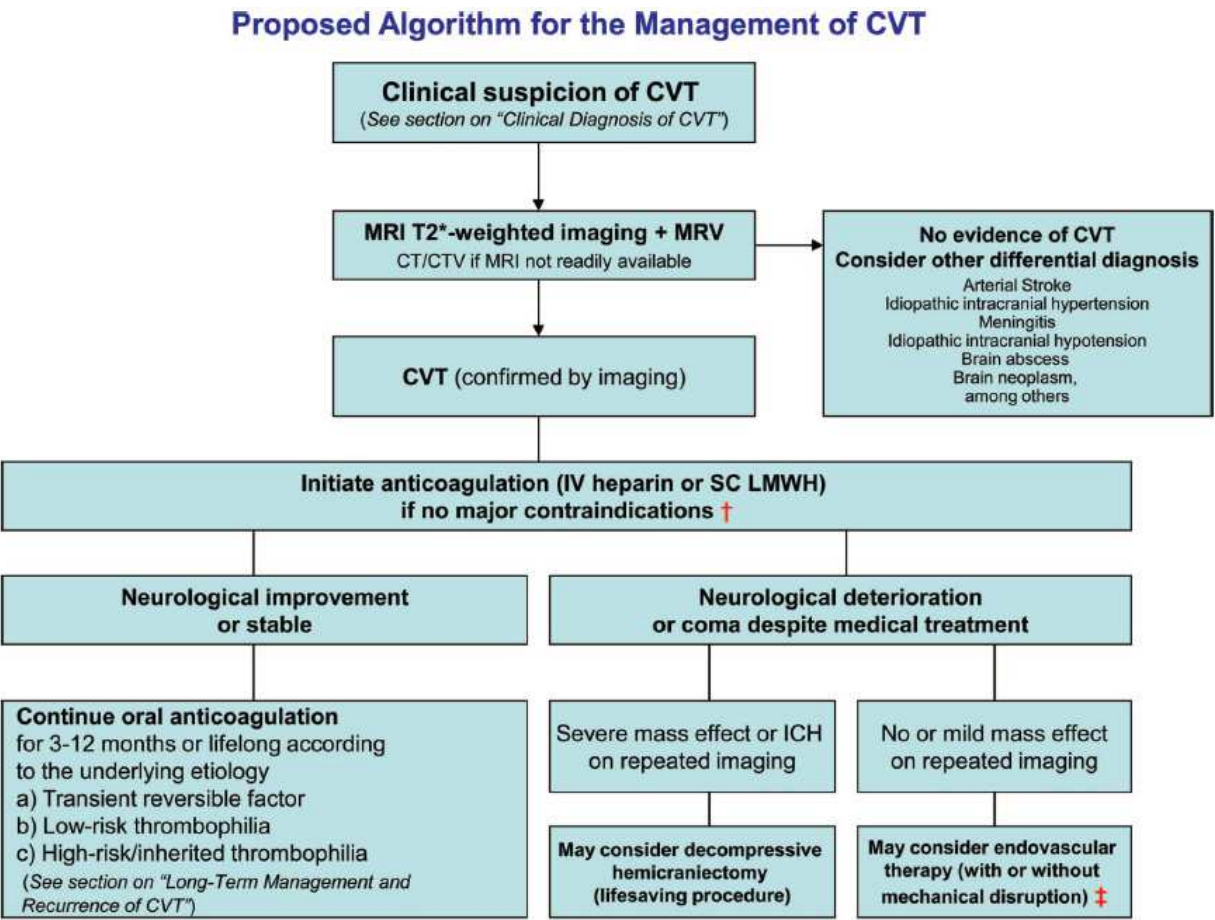 Proposed Algorithm for the Management of CVT
Clinical suspicion of CVT
(See section on "Clinical Diagnosis of CVT")
MRI T2*-weighted imaging + MRV
CT/CTV if MRI not readily available
No evidence of CVT
Consider other differential diagnosis
Arterial Stroke
Idiopathic intracranial hypertension
Meningitis
Idiopathic intracranial hypotension
Brain abscess
Brain neoplasm,
among others
CVT (confirmed by imaging)
Initiate anticoagulation (IV heparin or SC LMWH)
if no major contraindications †
Neurological improvement
or stable
Neurological deterioration
or coma despite medical treatment
Continue oral anticoagulation
for 3-12 months or lifelong according
to the underlying etiology
a) Transient reversible factor
b) Low-risk thrombophilia
c) High-risk/inherited thrombophilia
(See section on "Long-Term Management and
Recurrence of CVT")
Severe mass effect or ICH
on repeated imaging
No or mild mass effect
on repeated imaging
May consider decompressive
hemicraniectomy
(lifesaving procedure)
May consider endovascular
therapy (with or without
mechanical disruption) ‡